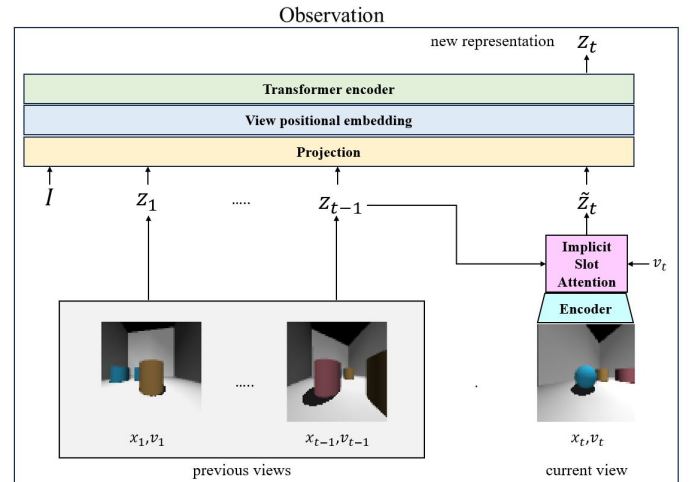 Observation
new representation z_t
Transformer encoder
View positional embedding
Projection
I z_1 ..... z_{t−1} z̃_t
Implicit
Slot
Attention
v_t
Encoder
..... .
x_1,v_1 x_{t−1},v_{t−1} x_t,v_t
previous views current view